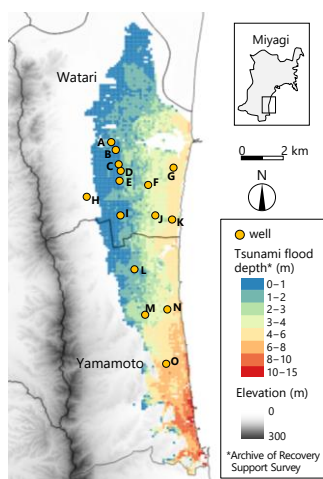 Miyagi
Watari
0 2 km
N
A
B
C
D
E
F
G
H
I
J
K
L
M
N
O
Yamamoto
well
Tsunami flood
depth* (m)
0−1
1−2
2−3
3−4
4−6
6−8
8−10
10−15
Elevation (m)
0
300
*Archive of Recovery
Support Survey